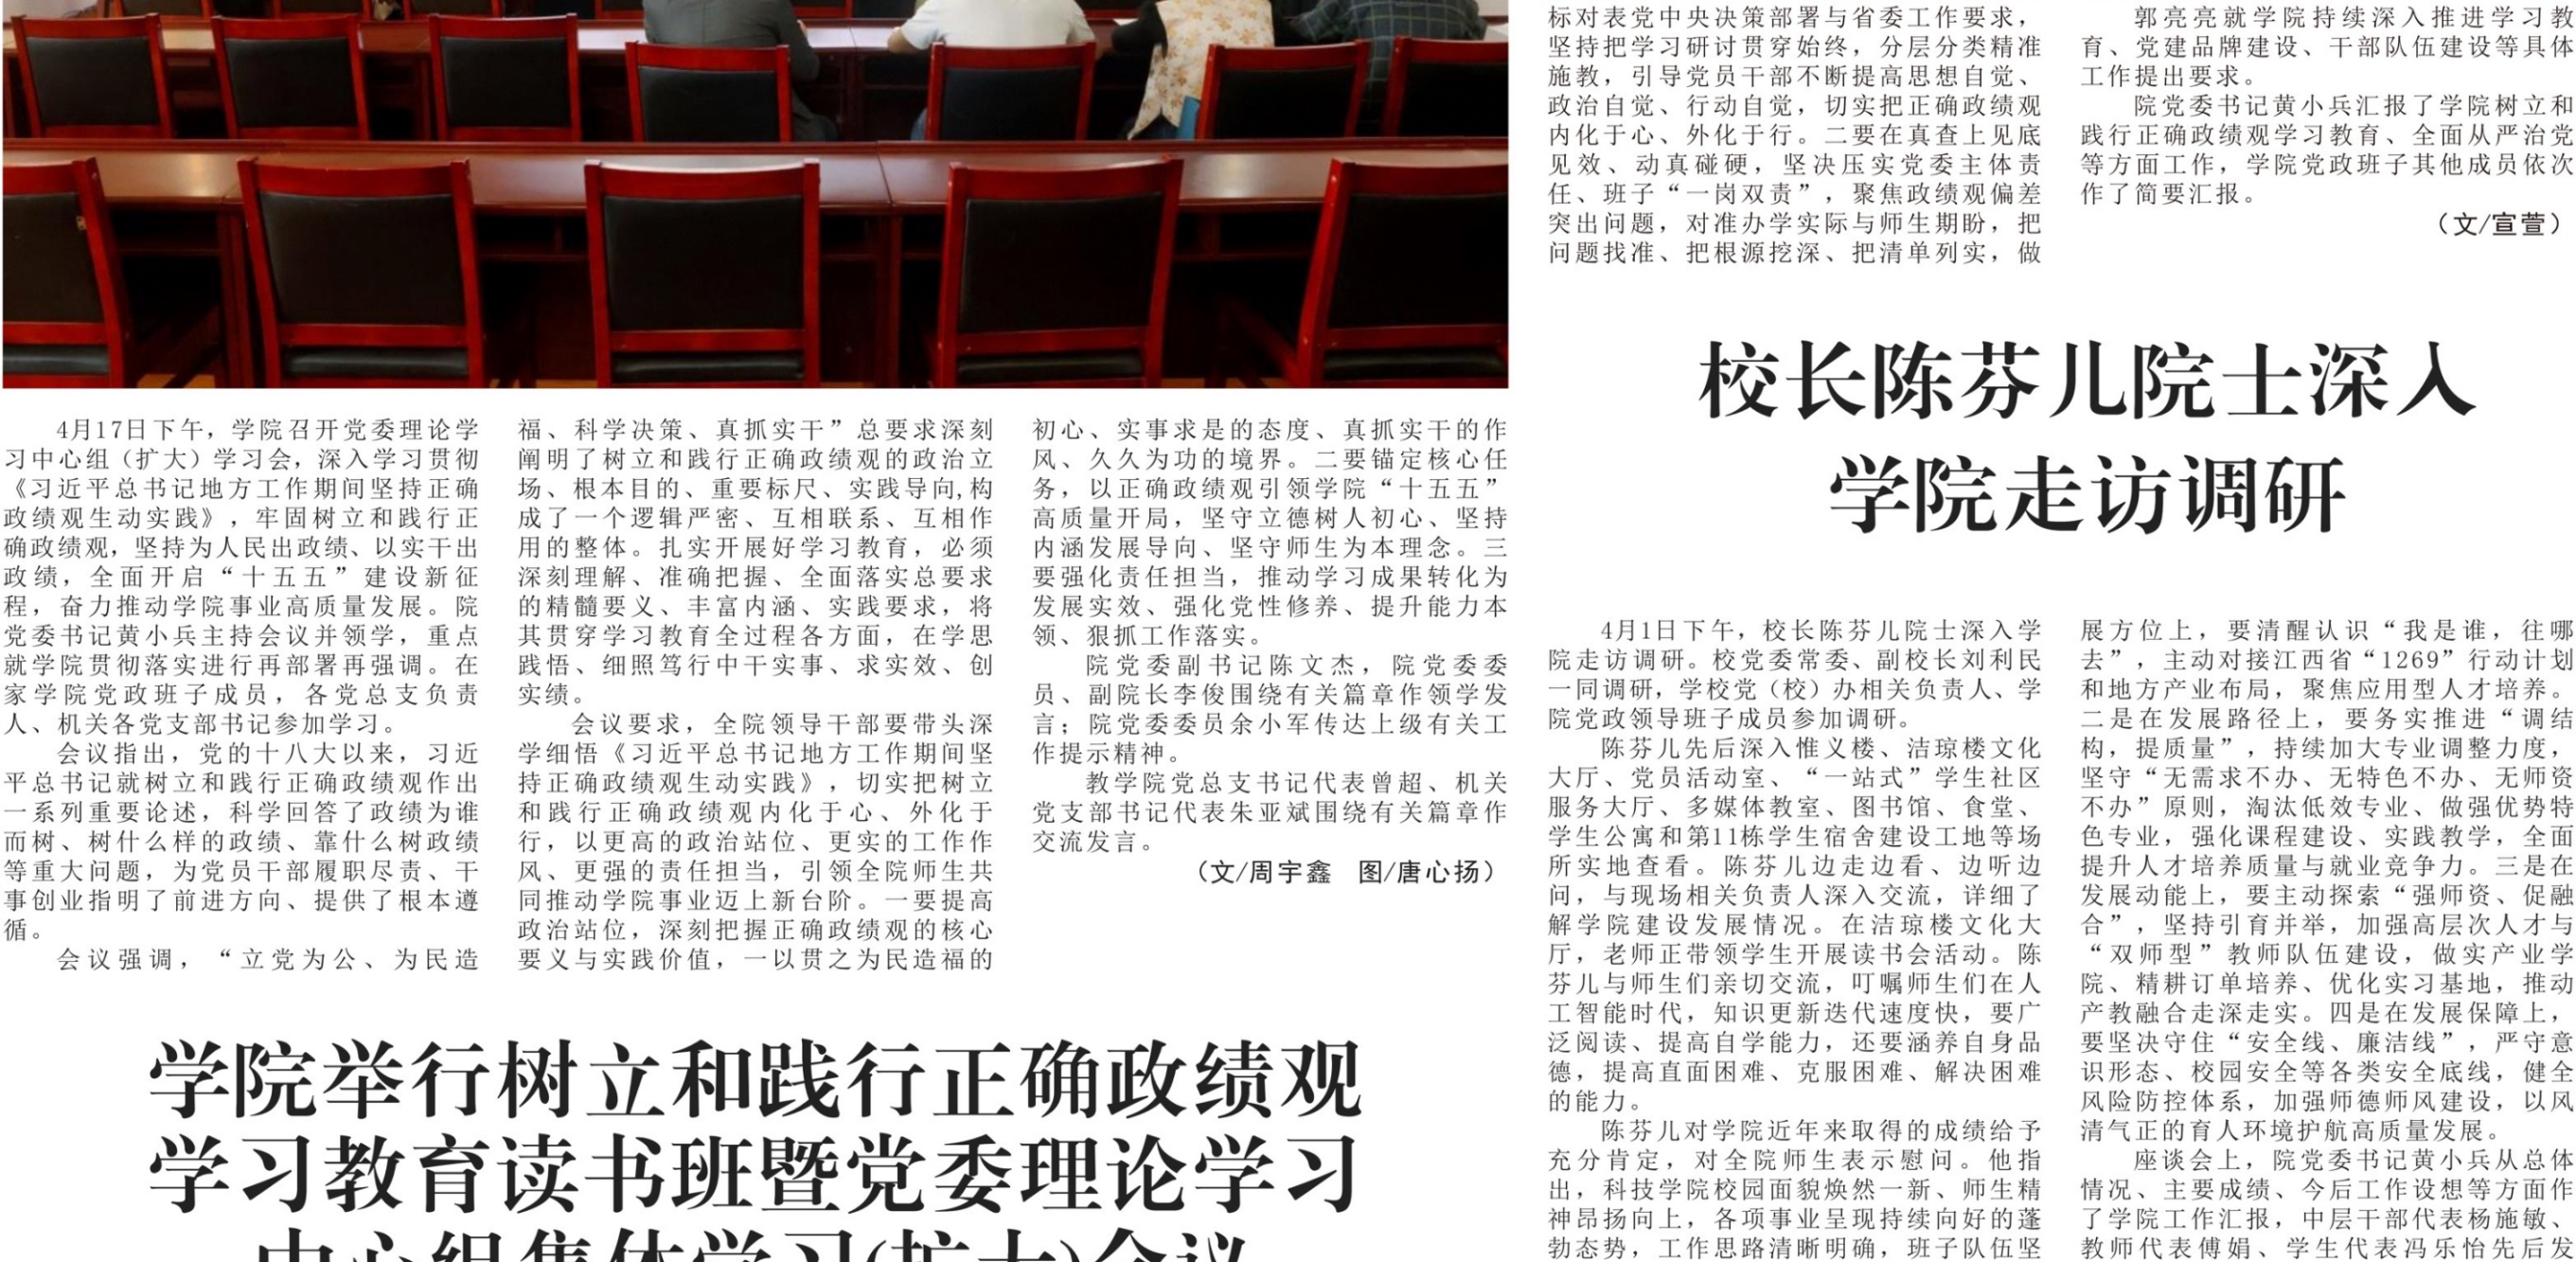 4月17日下午，学院召开党委理论学
习中心组（扩大）学习会，深入学习贯彻
《习近平总书记地方工作期间坚持正确
政绩观生动实践》，牢固树立和践行正
确政绩观，坚持为人民出政绩、以实干出
政绩，全面开启“十五五”建设新征
程，奋力推动学院事业高质量发展。院
党委书记黄小兵主持会议并领学，重点
就学院贯彻落实进行再部署再强调。在
家学院党政班子成员，各党总支负责
人、机关各党支部书记参加学习。
会议指出，党的十八大以来，习近
平总书记就树立和践行正确政绩观作出
一系列重要论述，科学回答了政绩为谁
而树、树什么样的政绩、靠什么树政绩
等重大问题，为党员干部履职尽责、干
事创业指明了前进方向、提供了根本遵
循。
会议强调，“立党为公、为民造
福、科学决策、真抓实干”总要求深刻
阐明了树立和践行正确政绩观的政治立
场、根本目的、重要标尺、实践导向,构
成了一个逻辑严密、互相联系、互相作
用的整体。扎实开展好学习教育，必须
深刻理解、准确把握、全面落实总要求
的精髓要义、丰富内涵、实践要求，将
其贯穿学习教育全过程各方面，在学思
践悟、细照笃行中干实事、求实效、创
实绩。
会议要求，全院领导干部要带头深
学细悟《习近平总书记地方工作期间坚
持正确政绩观生动实践》，切实把树立
和践行正确政绩观内化于心、外化于
行，以更高的政治站位、更实的工作作
风、更强的责任担当，引领全院师生共
同推动学院事业迈上新台阶。一要提高
政治站位，深刻把握正确政绩观的核心
要义与实践价值，一以贯之为民造福的
初心、实事求是的态度、真抓实干的作
风、久久为功的境界。二要锚定核心任
务，以正确政绩观引领学院“十五五”
高质量开局，坚守立德树人初心、坚持
内涵发展导向、坚守师生为本理念。三
要强化责任担当，推动学习成果转化为
发展实效、强化党性修养、提升能力本
领、狠抓工作落实。
院党委副书记陈文杰，院党委委
员、副院长李俊围绕有关篇章作领学发
言；院党委委员余小军传达上级有关工
作提示精神。
教学院党总支书记代表曾超、机关
党支部书记代表朱亚斌围绕有关篇章作
交流发言。
（文/周宇鑫　图/唐心扬）
学院举行树立和践行正确政绩观
学习教育读书班暨党委理论学习
中心组集体学习(扩大)会议
标对表党中央决策部署与省委工作要求，
坚持把学习研讨贯穿始终，分层分类精准
施教，引导党员干部不断提高思想自觉、
政治自觉、行动自觉，切实把正确政绩观
内化于心、外化于行。二要在真查上见底
见效、动真碰硬，坚决压实党委主体责
任、班子“一岗双责”，聚焦政绩观偏差
突出问题，对准办学实际与师生期盼，把
问题找准、把根源挖深、把清单列实，做
郭亮亮就学院持续深入推进学习教
育、党建品牌建设、干部队伍建设等具体
工作提出要求。
院党委书记黄小兵汇报了学院树立和
践行正确政绩观学习教育、全面从严治党
等方面工作，学院党政班子其他成员依次
作了简要汇报。
（文/宣萱）
校长陈芬儿院士深入
学院走访调研
4月1日下午，校长陈芬儿院士深入学
院走访调研。校党委常委、副校长刘利民
一同调研，学校党（校）办相关负责人、学
院党政领导班子成员参加调研。
陈芬儿先后深入惟义楼、洁琼楼文化
大厅、党员活动室、“一站式”学生社区
服务大厅、多媒体教室、图书馆、食堂、
学生公寓和第11栋学生宿舍建设工地等场
所实地查看。陈芬儿边走边看、边听边
问，与现场相关负责人深入交流，详细了
解学院建设发展情况。在洁琼楼文化大
厅，老师正带领学生开展读书会活动。陈
芬儿与师生们亲切交流，叮嘱师生们在人
工智能时代，知识更新迭代速度快，要广
泛阅读、提高自学能力，还要涵养自身品
德，提高直面困难、克服困难、解决困难
的能力。
陈芬儿对学院近年来取得的成绩给予
充分肯定，对全院师生表示慰问。他指
出，科技学院校园面貌焕然一新、师生精
神昂扬向上，各项事业呈现持续向好的蓬
勃态势，工作思路清晰明确，班子队伍坚
展方位上，要清醒认识“我是谁，往哪
去”，主动对接江西省“1269”行动计划
和地方产业布局，聚焦应用型人才培养。
二是在发展路径上，要务实推进“调结
构，提质量”，持续加大专业调整力度，
坚守“无需求不办、无特色不办、无师资
不办”原则，淘汰低效专业、做强优势特
色专业，强化课程建设、实践教学，全面
提升人才培养质量与就业竞争力。三是在
发展动能上，要主动探索“强师资、促融
合”，坚持引育并举，加强高层次人才与
“双师型”教师队伍建设，做实产业学
院、精耕订单培养、优化实习基地，推动
产教融合走深走实。四是在发展保障上，
要坚决守住“安全线、廉洁线”，严守意
识形态、校园安全等各类安全底线，健全
风险防控体系，加强师德师风建设，以风
清气正的育人环境护航高质量发展。
座谈会上，院党委书记黄小兵从总体
情况、主要成绩、今后工作设想等方面作
了学院工作汇报，中层干部代表杨施敏、
教师代表傅娟、学生代表冯乐怡先后发